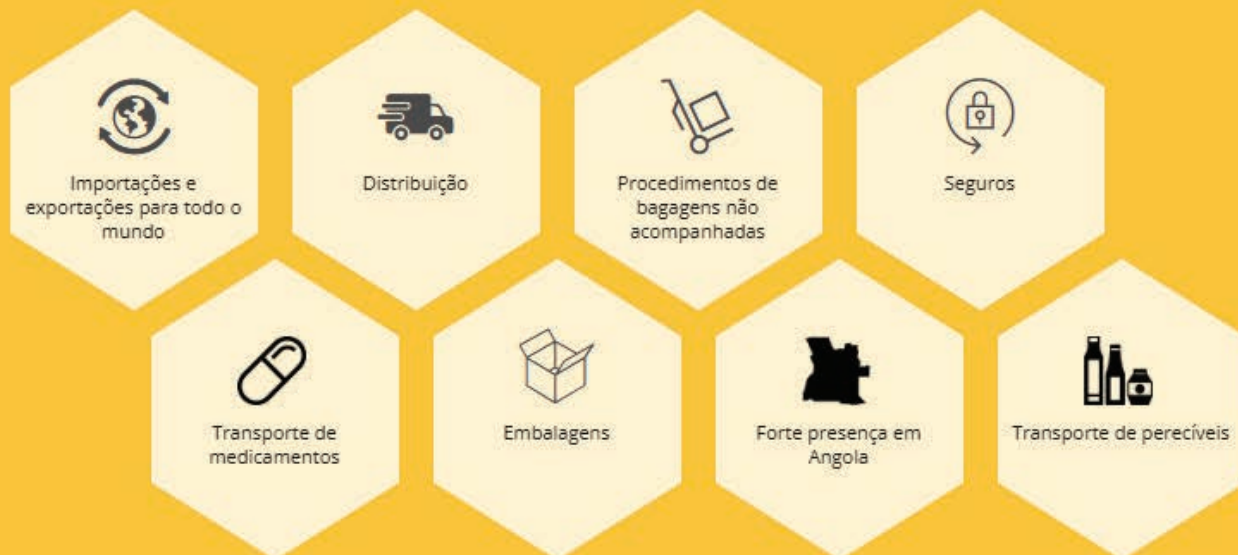 Importações e
exportações para todo o
mundo
Distribuição
Procedimentos de
bagagens não
acompanhadas
Seguros
Transporte de
medicamentos
Embalagens
Forte presença em
Angola
Transporte de perecíveis